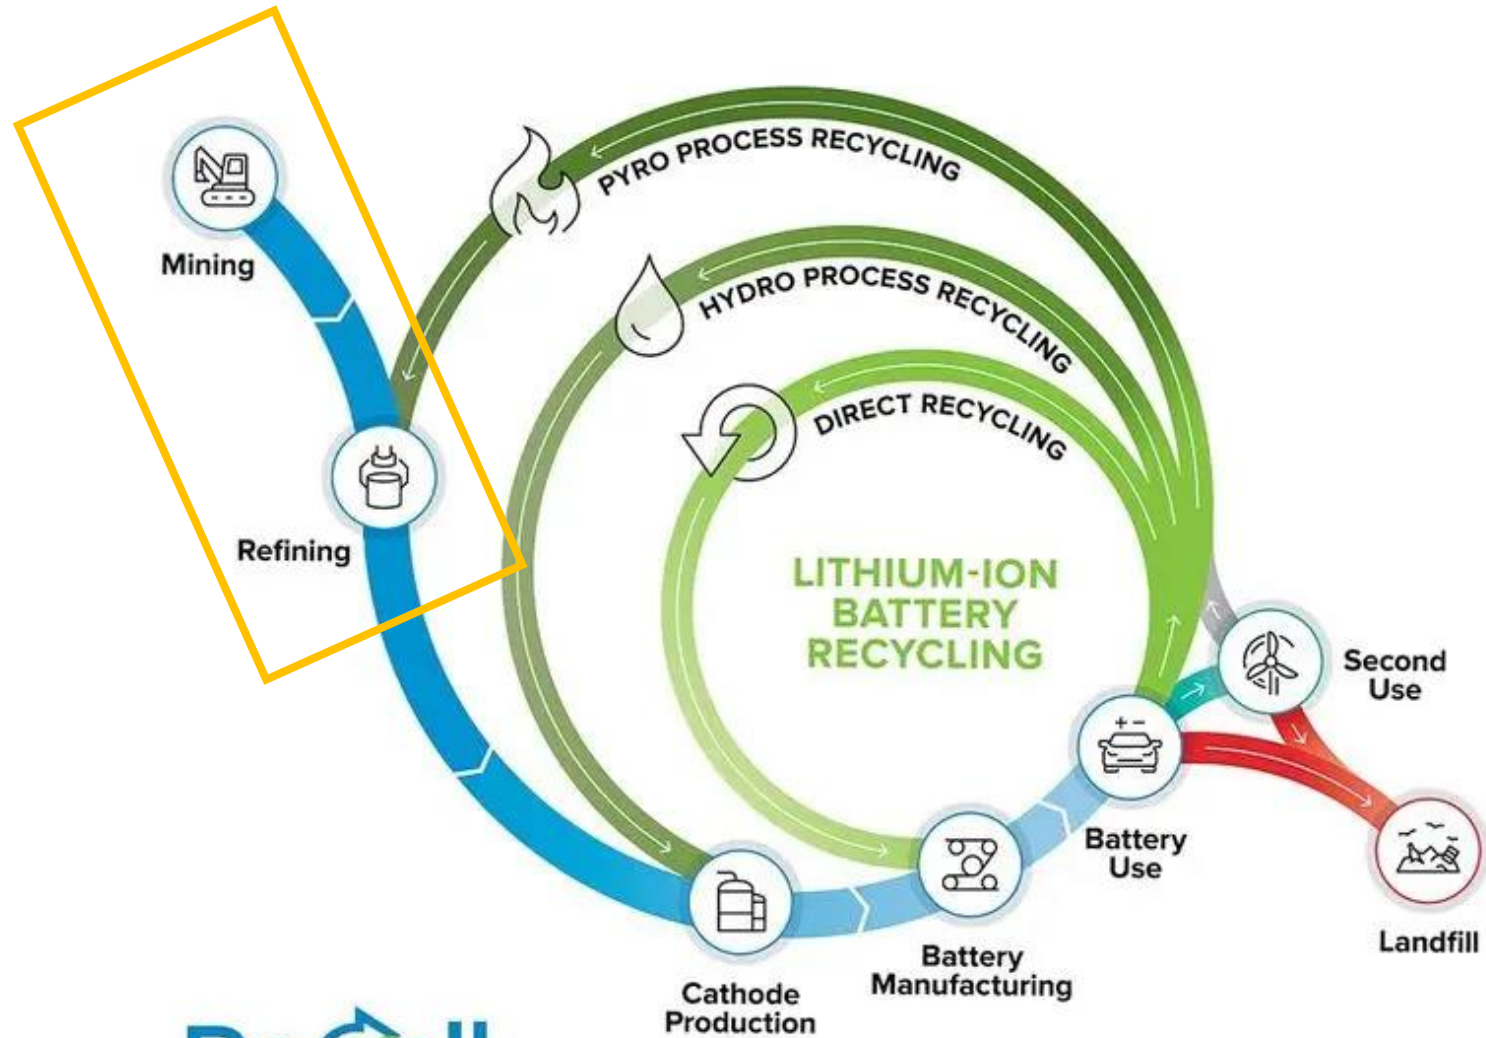 PYRO PROCESS RECYCLING
Mining
HYDRO PROCESS RECYCLING
DIRECT RECYCLING
Refining
LITHIUM-ION
BATTERY
RECYCLING
Second
Use
+ -
Battery
Use
Landfill
Battery
Manufacturing
Cathode
Production